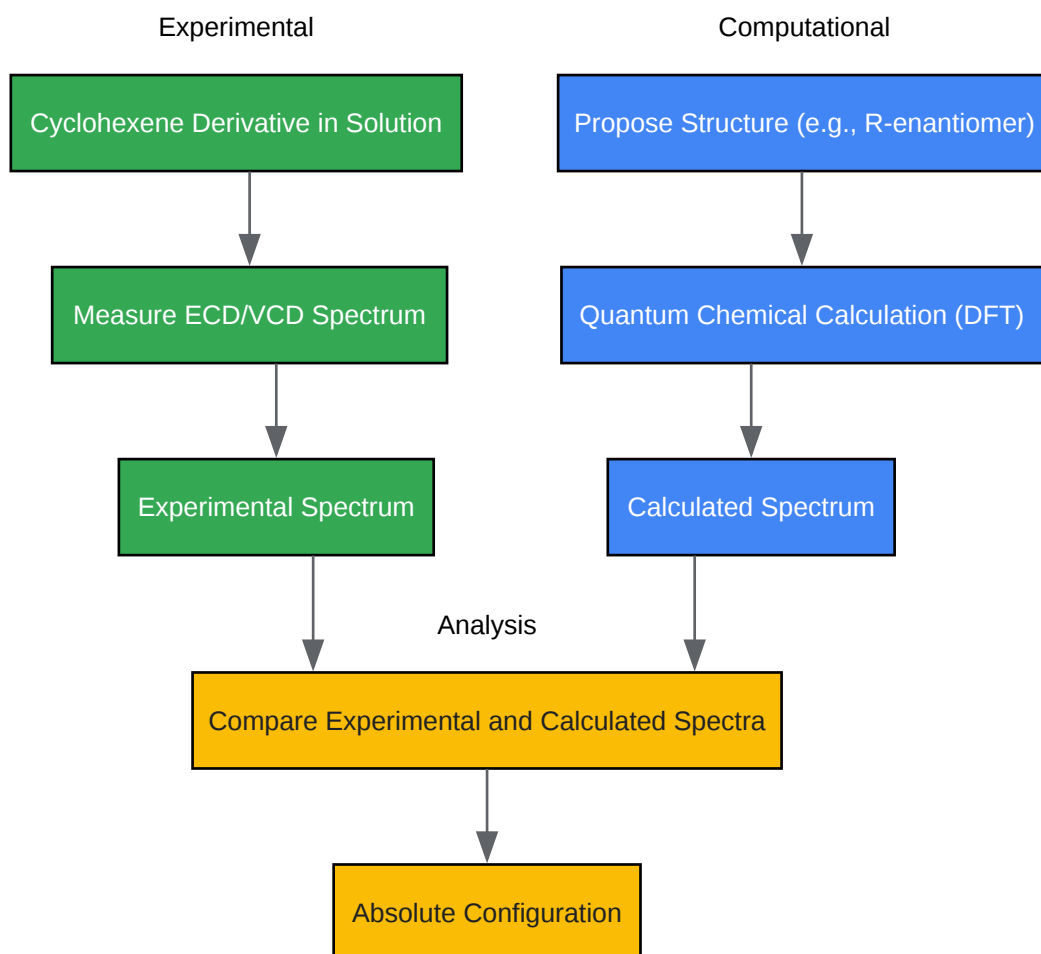 Experimental
Computational
Cyclohexene Derivative in Solution
Propose Structure (e.g., R-enantiomer)
Measure ECD/VCD Spectrum
Quantum Chemical Calculation (DFT)
Experimental Spectrum
Calculated Spectrum
Analysis
Compare Experimental and Calculated Spectra
Absolute Configuration